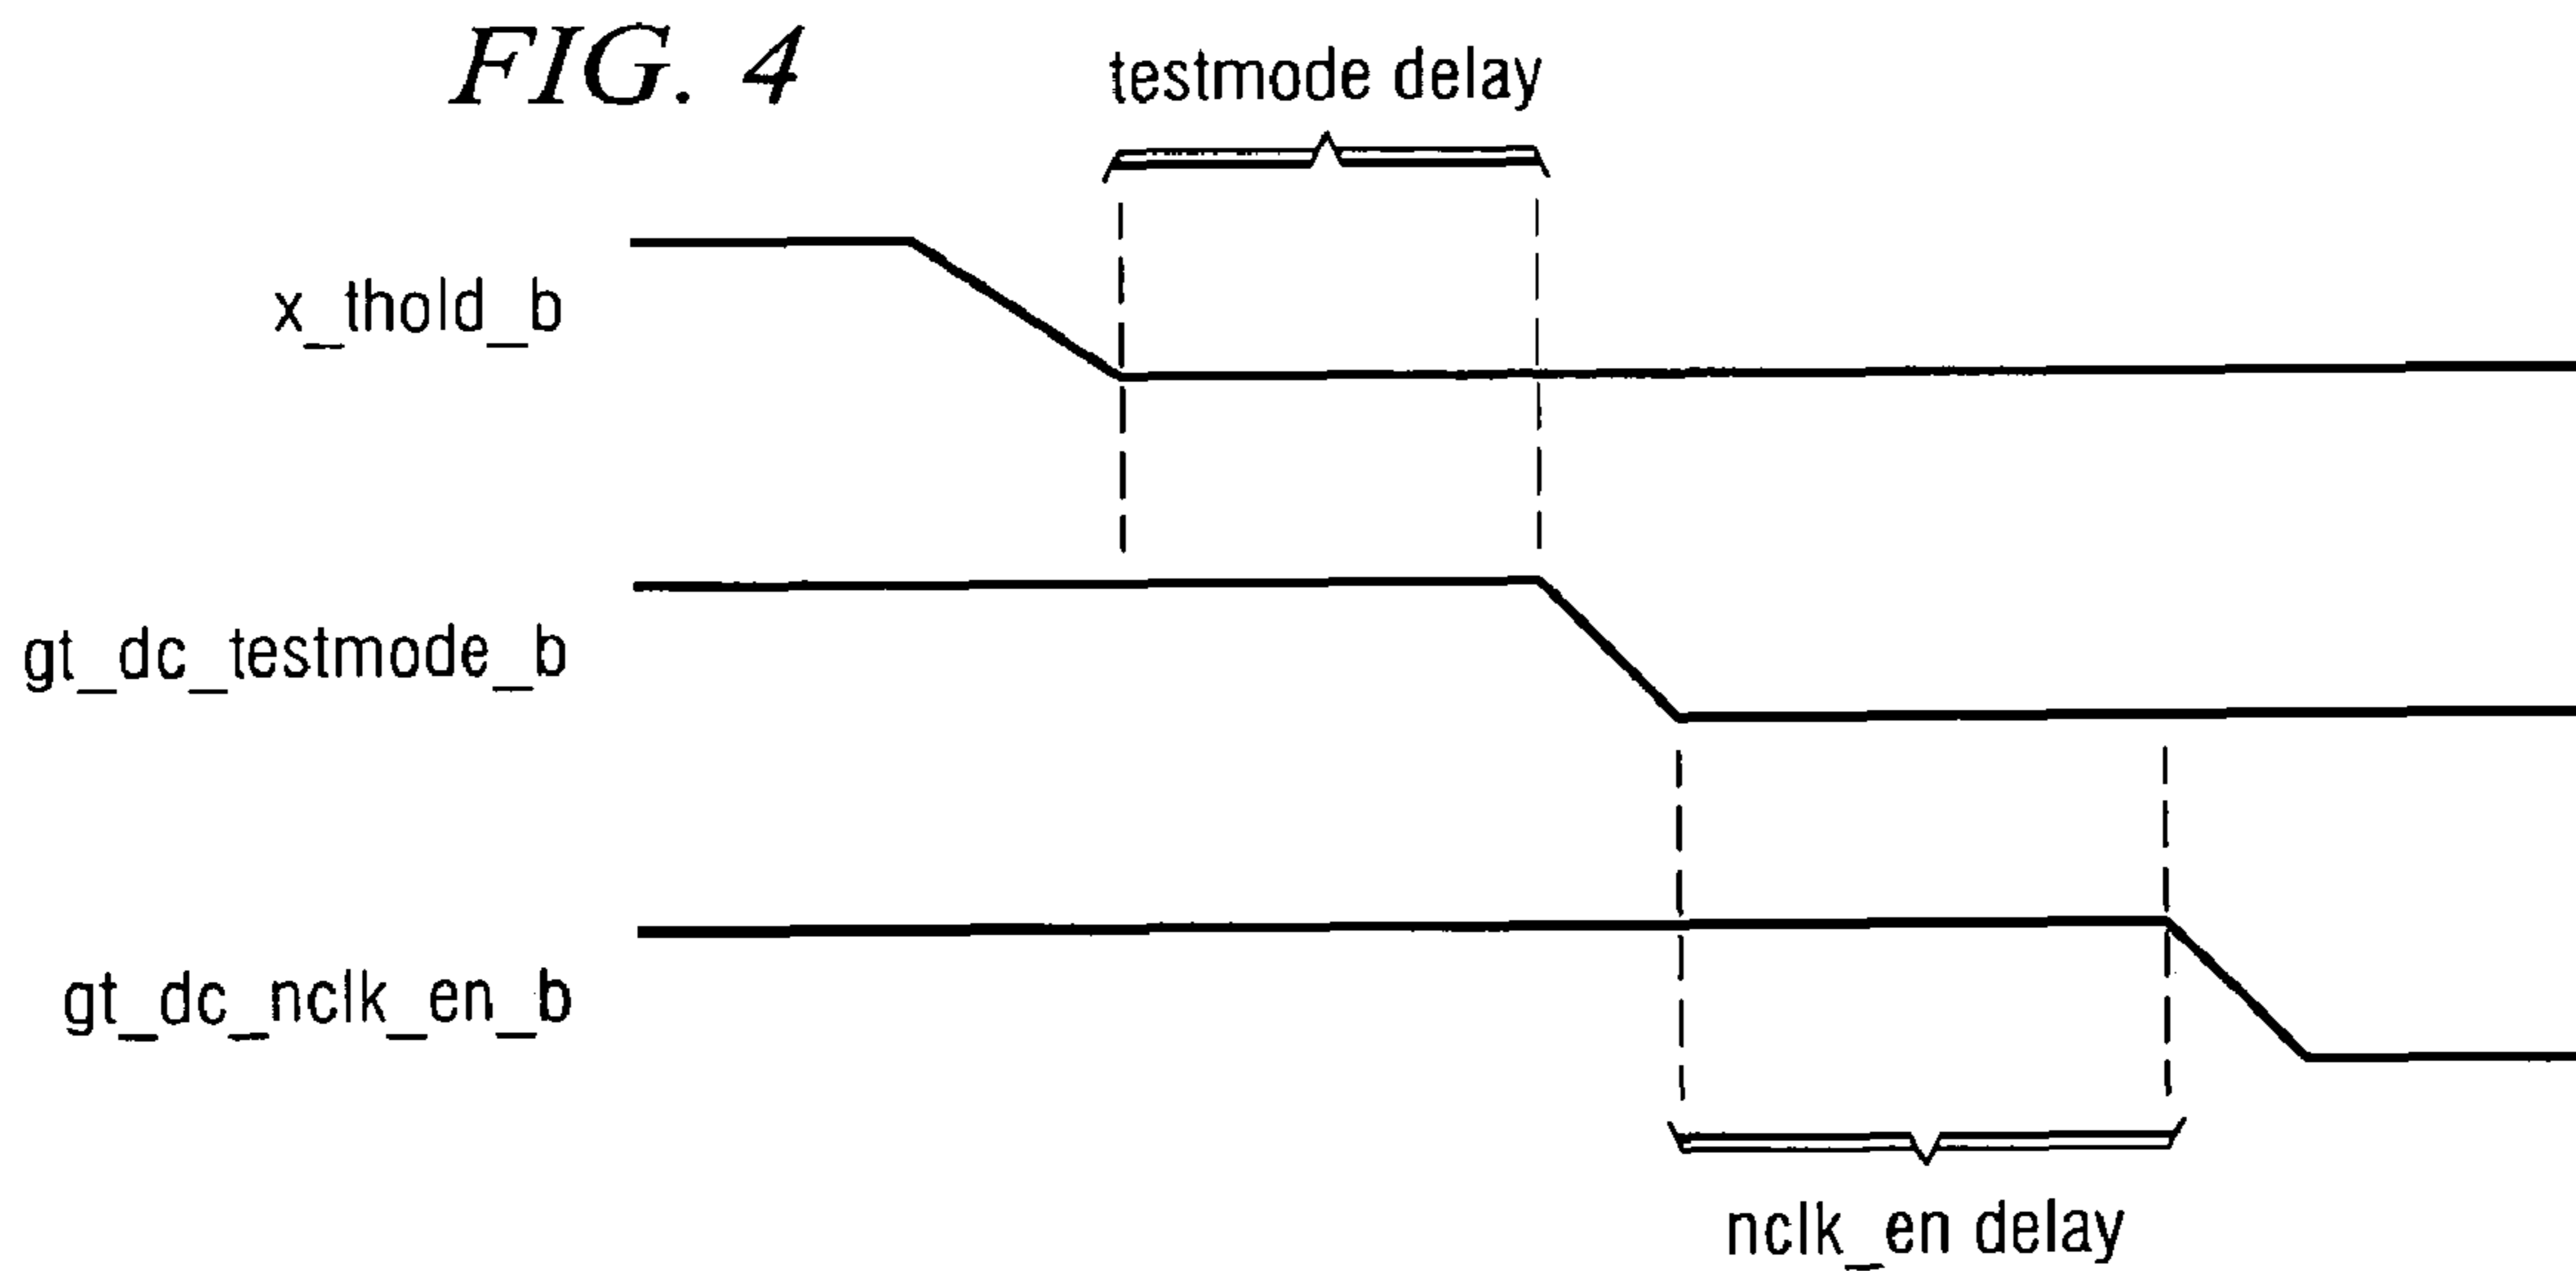 FIG. 4
testmode delay
x_thold_b
gt_dc_testmode_b
gt_dc_nclk_en_b
nclk_en delay